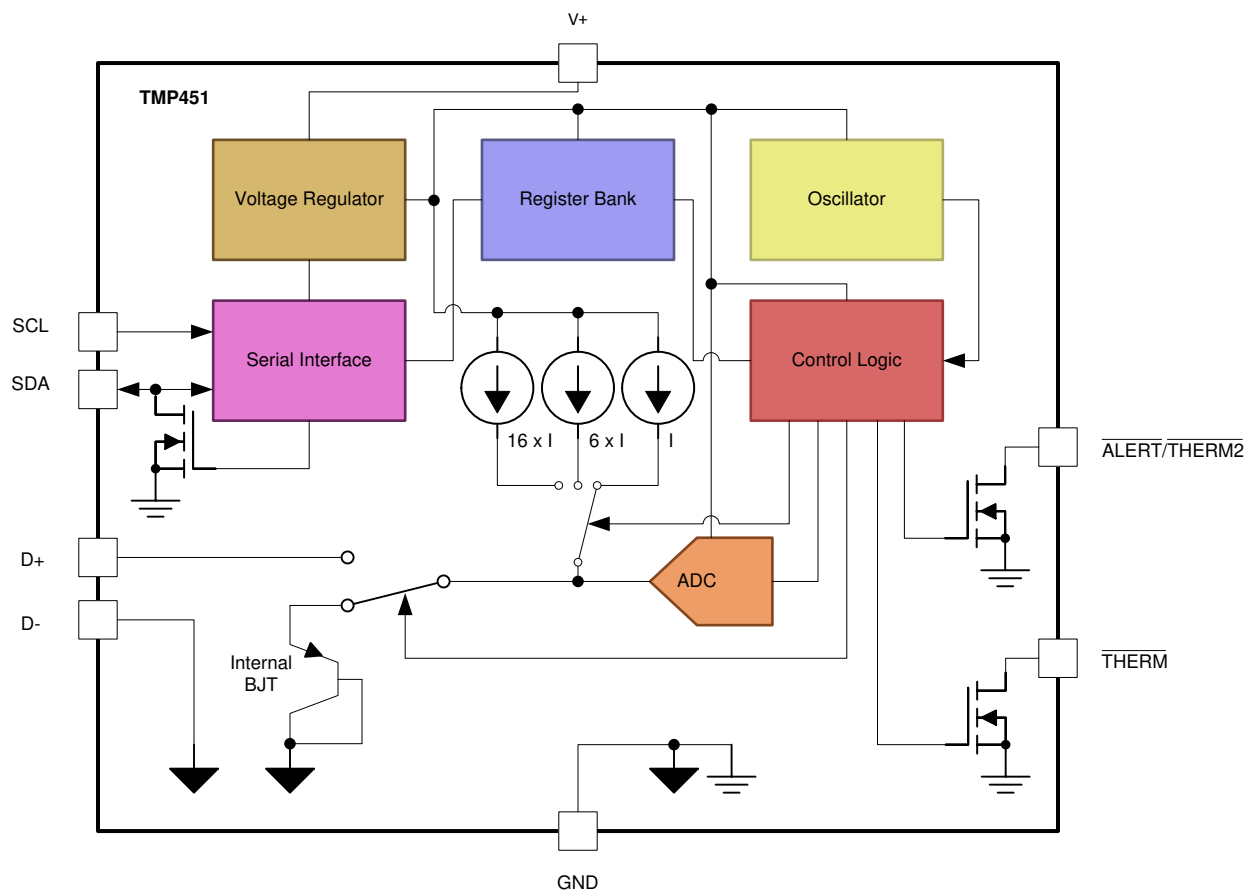 V+
TMP451
Voltage Regulator
Register Bank
Oscillator
SCL
Serial Interface
Control Logic
SDA
16 x I
6 x I
I
ALERT/THERM2
D+
ADC
D-
Internal
BJT
THERM
GND